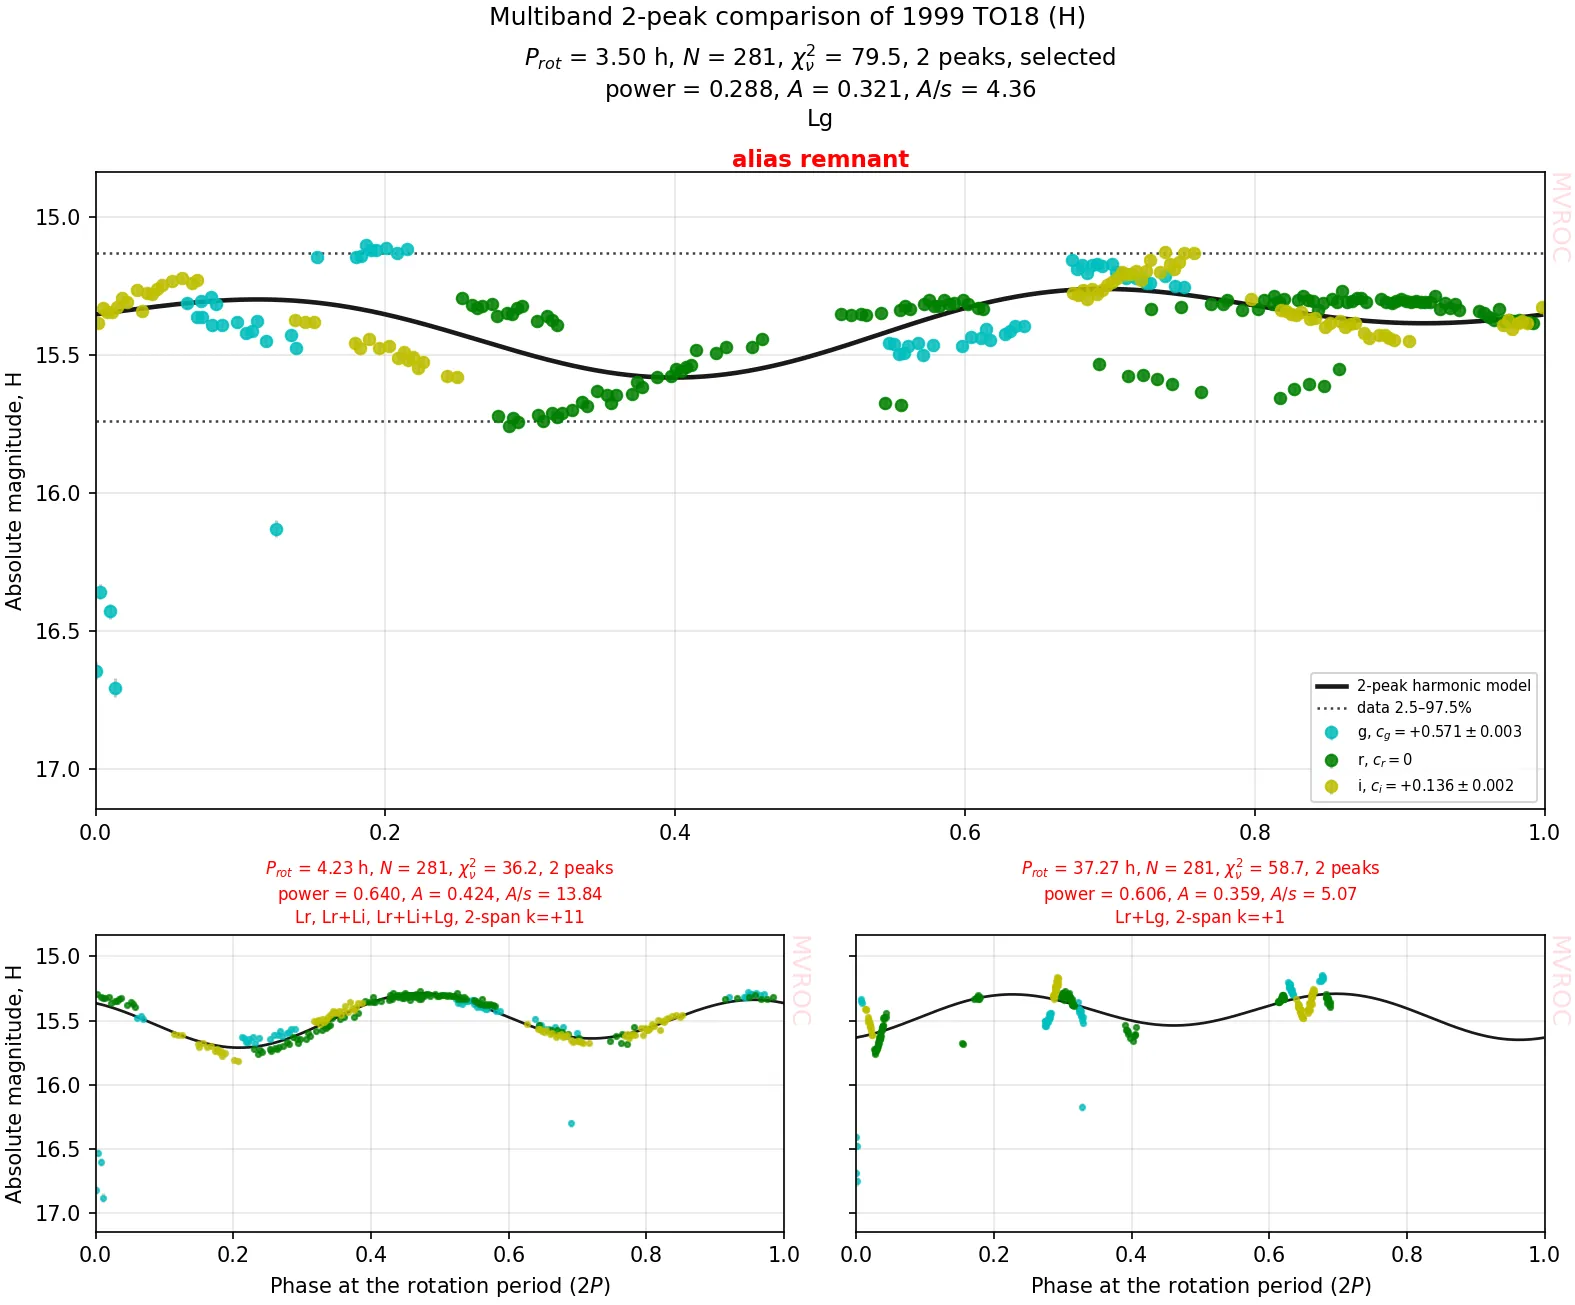 Multiband 2-peak comparison of 1999 TO18 (H)
P_rot = 3.50 h, N = 281, χ²_ν = 79.5, 2 peaks, selected
power = 0.288, A = 0.321, A/s = 4.36
Lg
alias remnant
MVROC
Absolute magnitude, H
15.0
15.5
16.0
16.5
17.0
2-peak harmonic model
data 2.5–97.5%
g, c_g = +0.571 ± 0.003
r, c_r = 0
i, c_i = +0.136 ± 0.002
0.0 0.2 0.4 0.6 0.8 1.0
P_rot = 4.23 h, N = 281, χ²_ν = 36.2, 2 peaks
power = 0.640, A = 0.424, A/s = 13.84
Lr, Lr+Li, Lr+Li+Lg, 2-span k=+11
MVROC
Absolute magnitude, H
15.0
15.5
16.0
16.5
17.0
0.0 0.2 0.4 0.6 0.8 1.0
Phase at the rotation period (2P)
P_rot = 37.27 h, N = 281, χ²_ν = 58.7, 2 peaks
power = 0.606, A = 0.359, A/s = 5.07
Lr+Lg, 2-span k=+1
MVROC
0.0 0.2 0.4 0.6 0.8 1.0
Phase at the rotation period (2P)